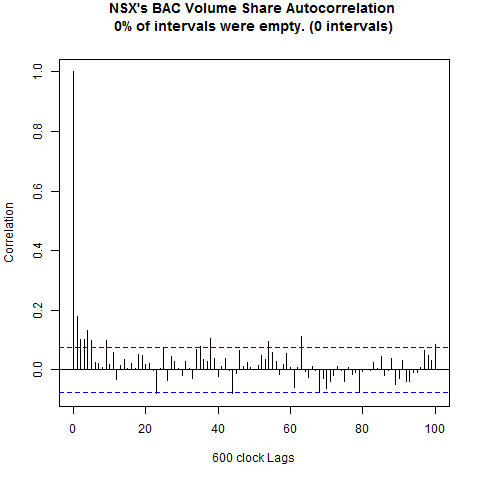 NSX's BAC Volume Share Autocorrelation
0% of intervals were empty. (0 intervals)
Correlation
1.0
0.8
0.6
0.4
0.2
0.0
0 20 40 60 80 100
600 clock Lags